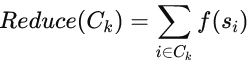 Reduce(C_k) = \sum_{i \in C_k} f(s_i)